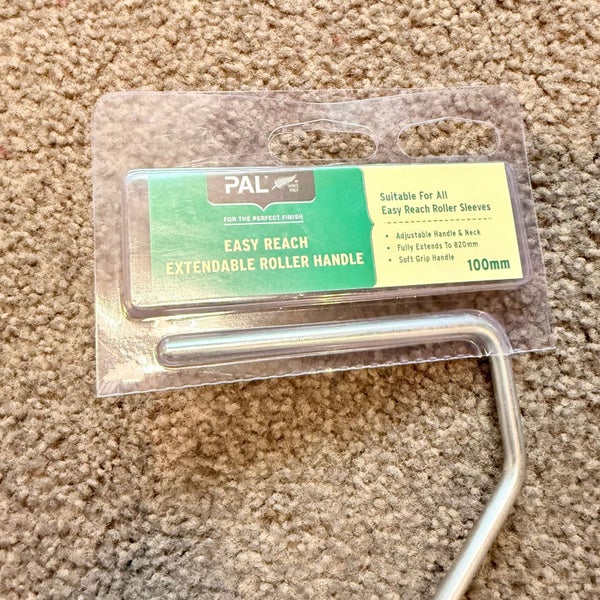 PAL®
SINCE
FOR THE PERFECT FINISH
EASY REACH
EXTENDABLE ROLLER HANDLE
Suitable For All
Easy Reach Roller Sleeves
• Adjustable Handle & Neck
• Fully Extends To 820mm
• Soft Grip Handle
100mm